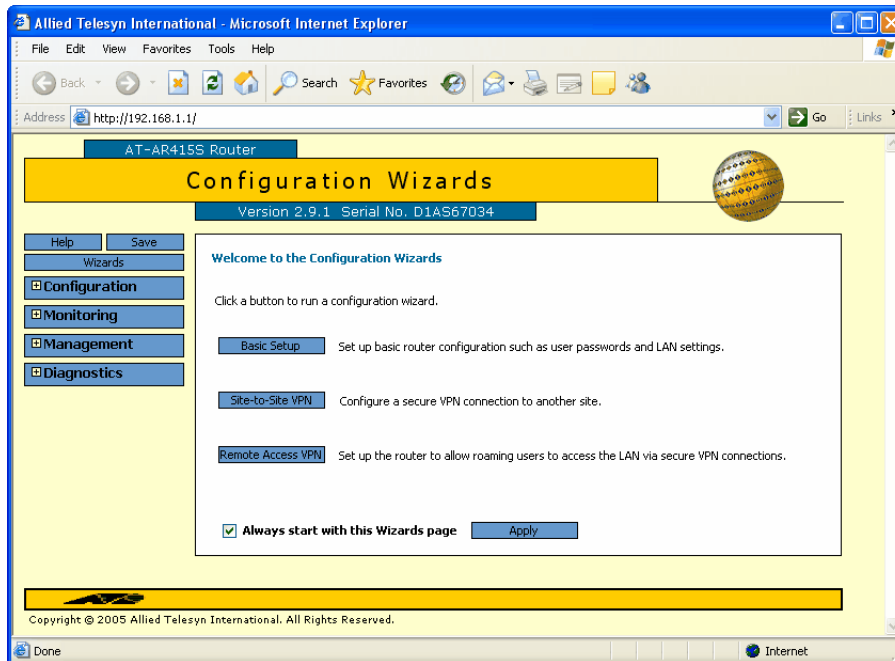 Allied Telesyn International - Microsoft Internet Explorer
File Edit View Favorites Tools Help
Back Search Favorites
Address http://192.168.1.1/ Go Links
AT-AR415S Router
Configuration Wizards
Version 2.9.1 Serial No. D1AS67034
Help Save
Wizards
Configuration
Monitoring
Management
Diagnostics
Welcome to the Configuration Wizards
Click a button to run a configuration wizard.
Basic Setup Set up basic router configuration such as user passwords and LAN settings.
Site-to-Site VPN Configure a secure VPN connection to another site.
Remote Access VPN Set up the router to allow roaming users to access the LAN via secure VPN connections.
Always start with this Wizards page Apply
Copyright © 2005 Allied Telesyn International. All Rights Reserved.
Done Internet